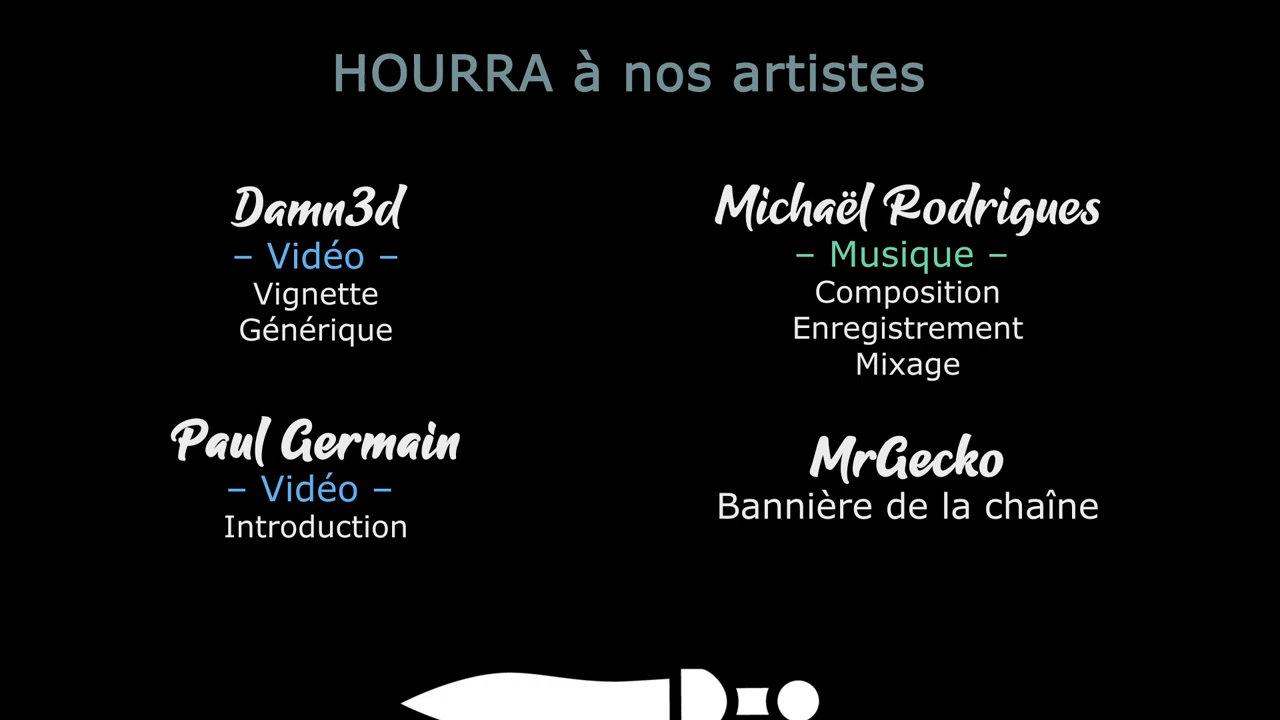 HOURRA à nos artistes
Damn3d
– Vidéo –
Vignette
Générique
Michaël Rodrigues
– Musique –
Composition
Enregistrement
Mixage
Paul Germain
– Vidéo –
Introduction
MrGecko
Bannière de la chaîne